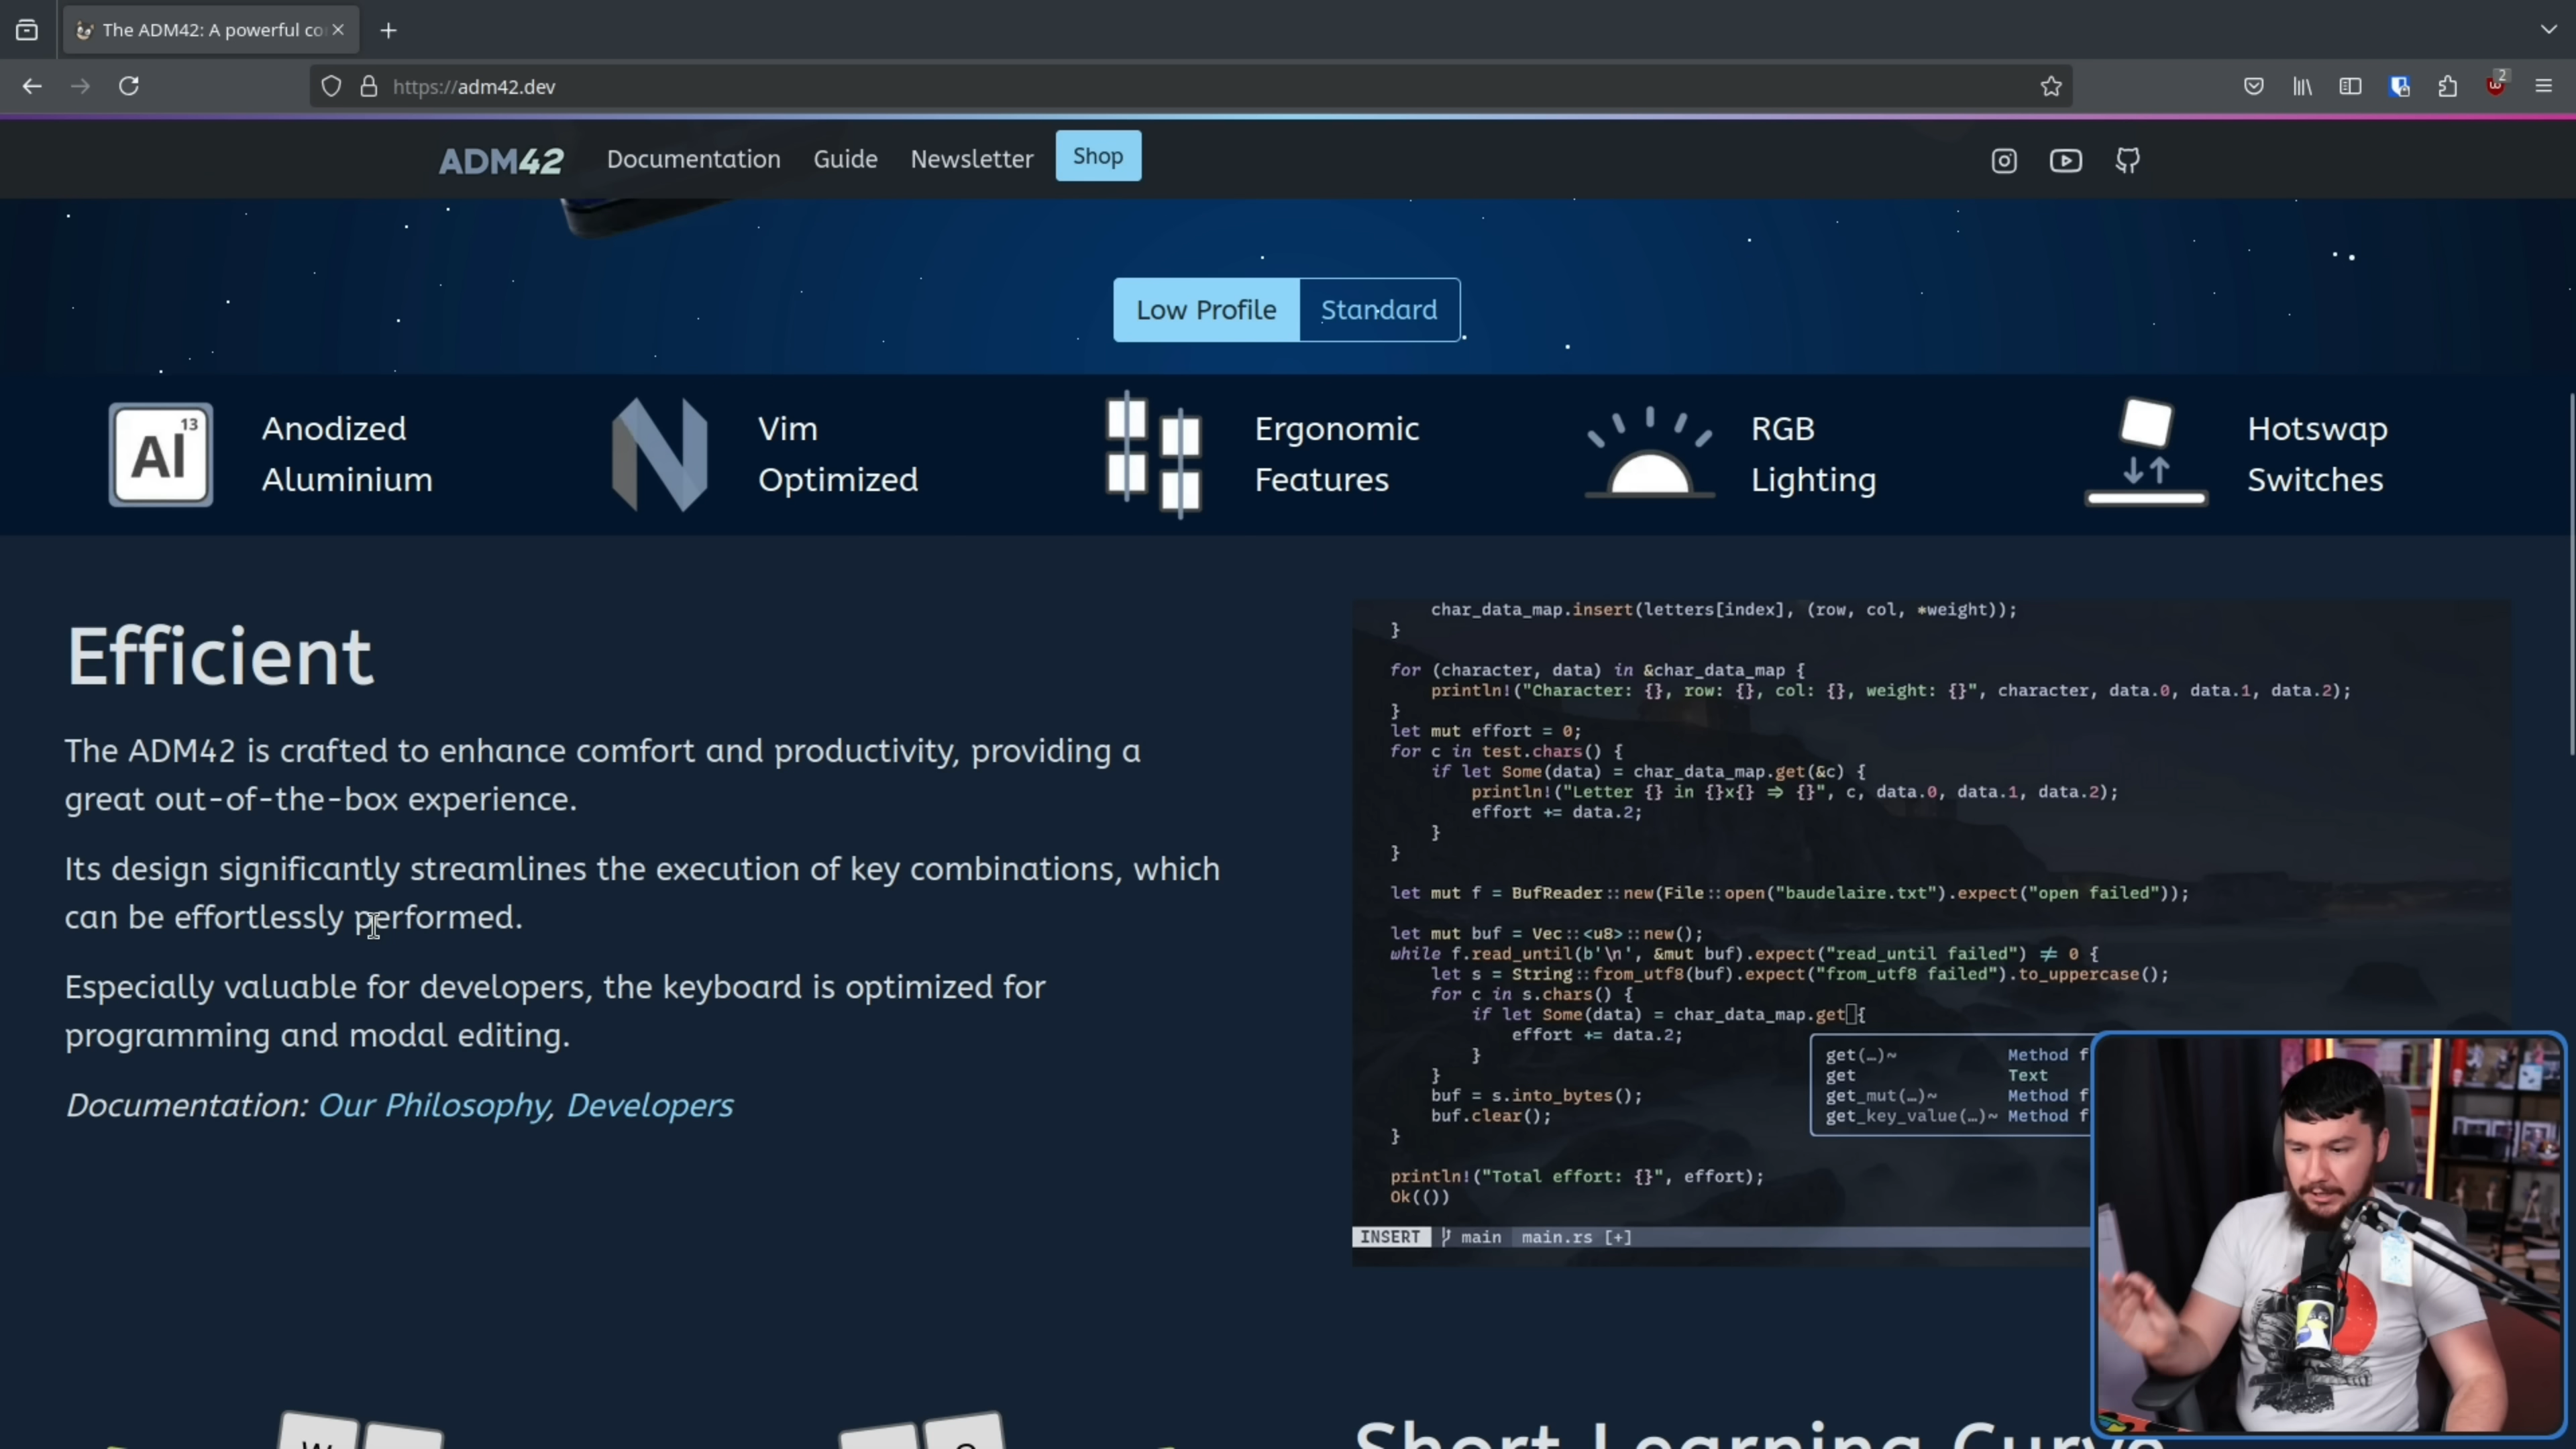 The ADM42: A powerful co
https://adm42.dev
2
ADM42 Documentation Guide Newsletter Shop
Low Profile Standard
13
Al
Anodized
Aluminium
Vim
Optimized
Ergonomic
Features
RGB
Lighting
Hotswap
Switches
Efficient
The ADM42 is crafted to enhance comfort and productivity, providing a
great out-of-the-box experience.
Its design significantly streamlines the execution of key combinations, which
can be effortlessly performed.
Especially valuable for developers, the keyboard is optimized for
programming and modal editing.
Documentation: Our Philosophy, Developers
char_data_map.insert(letters[index], (row, col, *weight));
}
for (character, data) in &char_data_map {
println!("Character: {}, row: {}, col: {}, weight: {}", character, data.0, data.1, data.2);
}
let mut effort = 0;
for c in test.chars() {
if let Some(data) = char_data_map.get(&c) {
println!("Letter {} in {}x{} ⇒ {}", c, data.0, data.1, data.2);
effort += data.2;
}
}
let mut f = BufReader::new(File::open("baudelaire.txt").expect("open failed"));
let mut buf = Vec::<u8>::new();
while f.read_until(b'\n', &mut buf).expect("read_until failed") ≠ 0 {
let s = String::from_utf8(buf).expect("from_utf8 failed").to_uppercase();
for c in s.chars() {
if let Some(data) = char_data_map.get{
effort += data.2;
}
}
buf = s.into_bytes();
buf.clear();
}
println!("Total effort: {}", effort);
Ok(())
get(…)~ Method f
get Text
get_mut(…)~ Method f
get_key_value(…)~ Method f
INSERT main main.rs [+]
Short Learning Curve